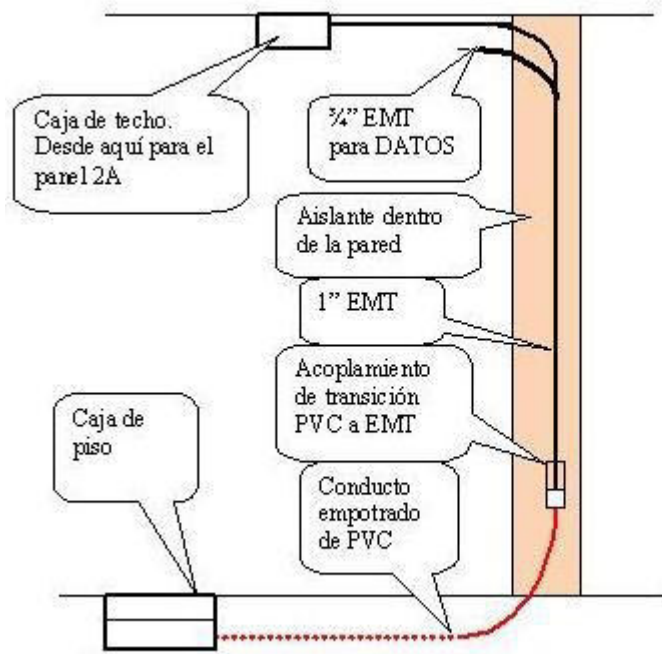 Caja de techo.
Desde aquí para el
panel 2A
¾” EMT
para DATOS
Aislante dentro
de la pared
1” EMT
Acoplamiento
de transición
PVC a EMT
Caja de
piso
Conducto
empotrado
de PVC